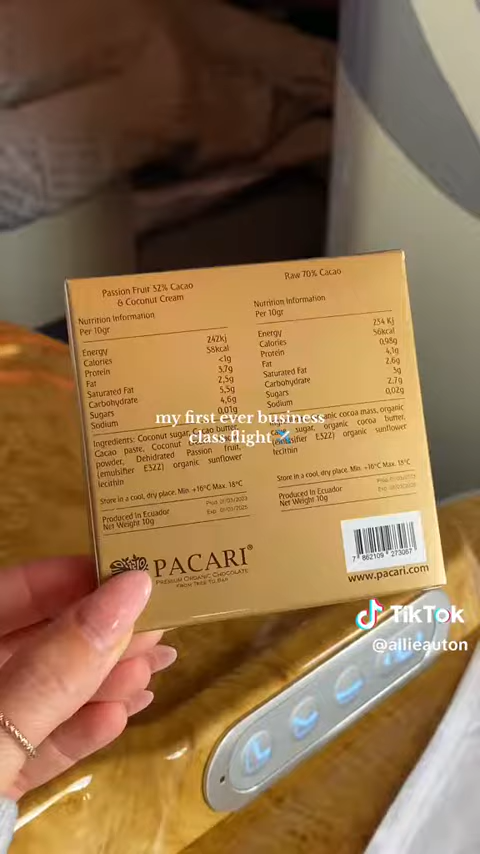 Passion Fruit 52% Cacao
& Coconut Cream
Nutrition Information
Per 10gr
Energy 242kj
Calories 58kcal
Protein <1g
Fat 3,7g
Saturated Fat 2,5g
Carbohydrate 5,5g
Sugars 4,6g
Sodium 0,01g
Ingredients: Coconut sugar, Cacao butter,
Cacao paste, Coconut
powder, Dehidrated Passion fruit,
(emulsifier E322) organic sunflower
lecithin
Store in a cool, dry place. Min. +16°C Max. 18°C
Produced in Ecuador
Net Weight 10g
Raw 70% Cacao
Nutrition Information
Per 10gr
Energy 234 KJ
Calories 56kcal
Protein 0,98g
Fat 4,1g
Saturated Fat 2.6g
Carbohydrate 3g
Sugars 2.7g
Sodium 0,02g
organic cocoa mass, organic
sugar, organic cocoa butter,
(emulsifier E322) organic sunflower
lecithin
Store in a cool, dry place. Min. +16°C Max. 18°C
Produced in Ecuador
Net Weight 10g
my first ever business
class flight
PACARI®
Premium Organic Chocolate
From Tree To Bar
7 862109 273067
www.pacari.com
TikTok
@allieauton